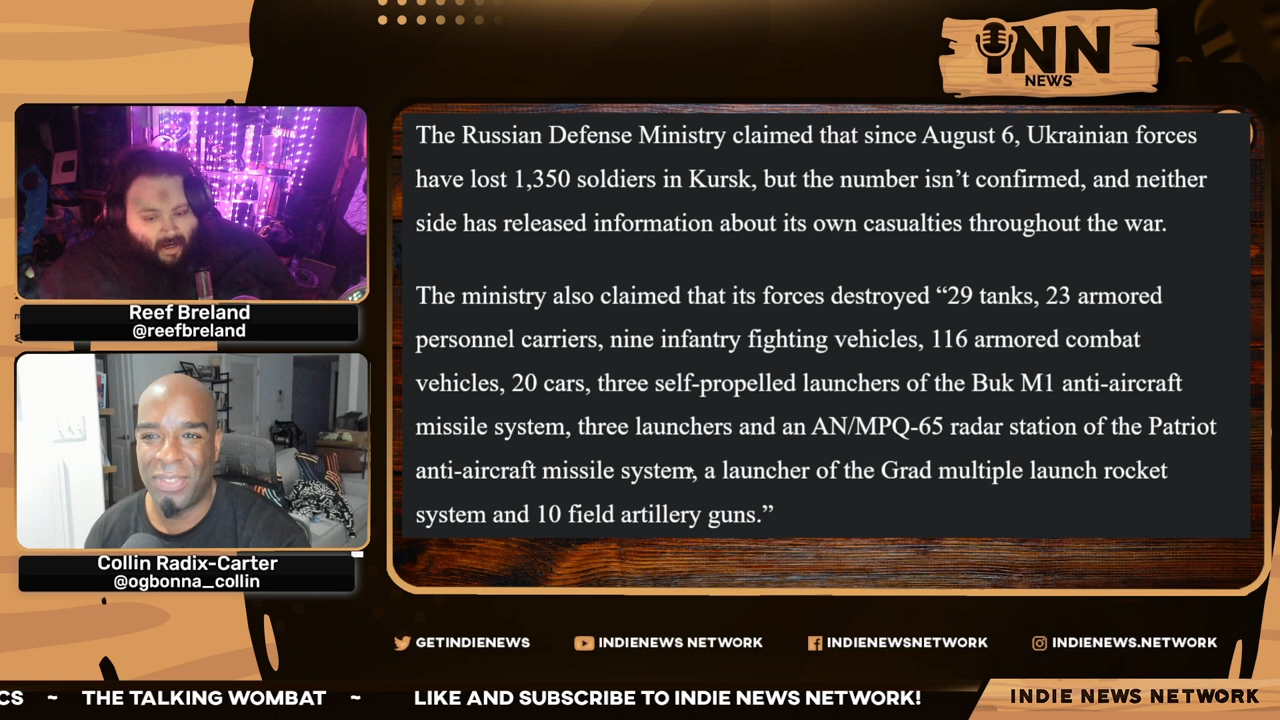 INN
NEWS
The Russian Defense Ministry claimed that since August 6, Ukrainian forces
have lost 1,350 soldiers in Kursk, but the number isn’t confirmed, and neither
side has released information about its own casualties throughout the war.
The ministry also claimed that its forces destroyed “29 tanks, 23 armored
personnel carriers, nine infantry fighting vehicles, 116 armored combat
vehicles, 20 cars, three self-propelled launchers of the Buk M1 anti-aircraft
missile system, three launchers and an AN/MPQ-65 radar station of the Patriot
anti-aircraft missile system, a launcher of the Grad multiple launch rocket
system and 10 field artillery guns.”
Reef Breland
@reefbreland
Collin Radix-Carter
@ogbonna_collin
GETINDIENEWS
INDIENEWS NETWORK
INDIENEWSNETWORK
INDIENEWS.NETWORK
CS ~ THE TALKING WOMBAT ~ LIKE AND SUBSCRIBE TO INDIE NEWS NETWORK!
INDIE NEWS NETWORK